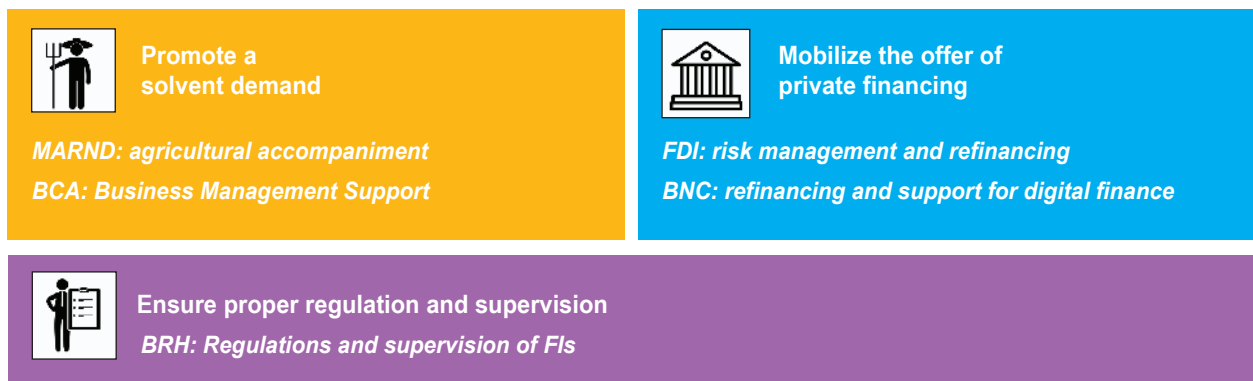 Promote a
solvent demand
MARND: agricultural accompaniment
BCA: Business Management Support
Mobilize the offer of
private financing
FDI: risk management and refinancing
BNC: refinancing and support for digital finance
Ensure proper regulation and supervision
BRH: Regulations and supervision of FIs